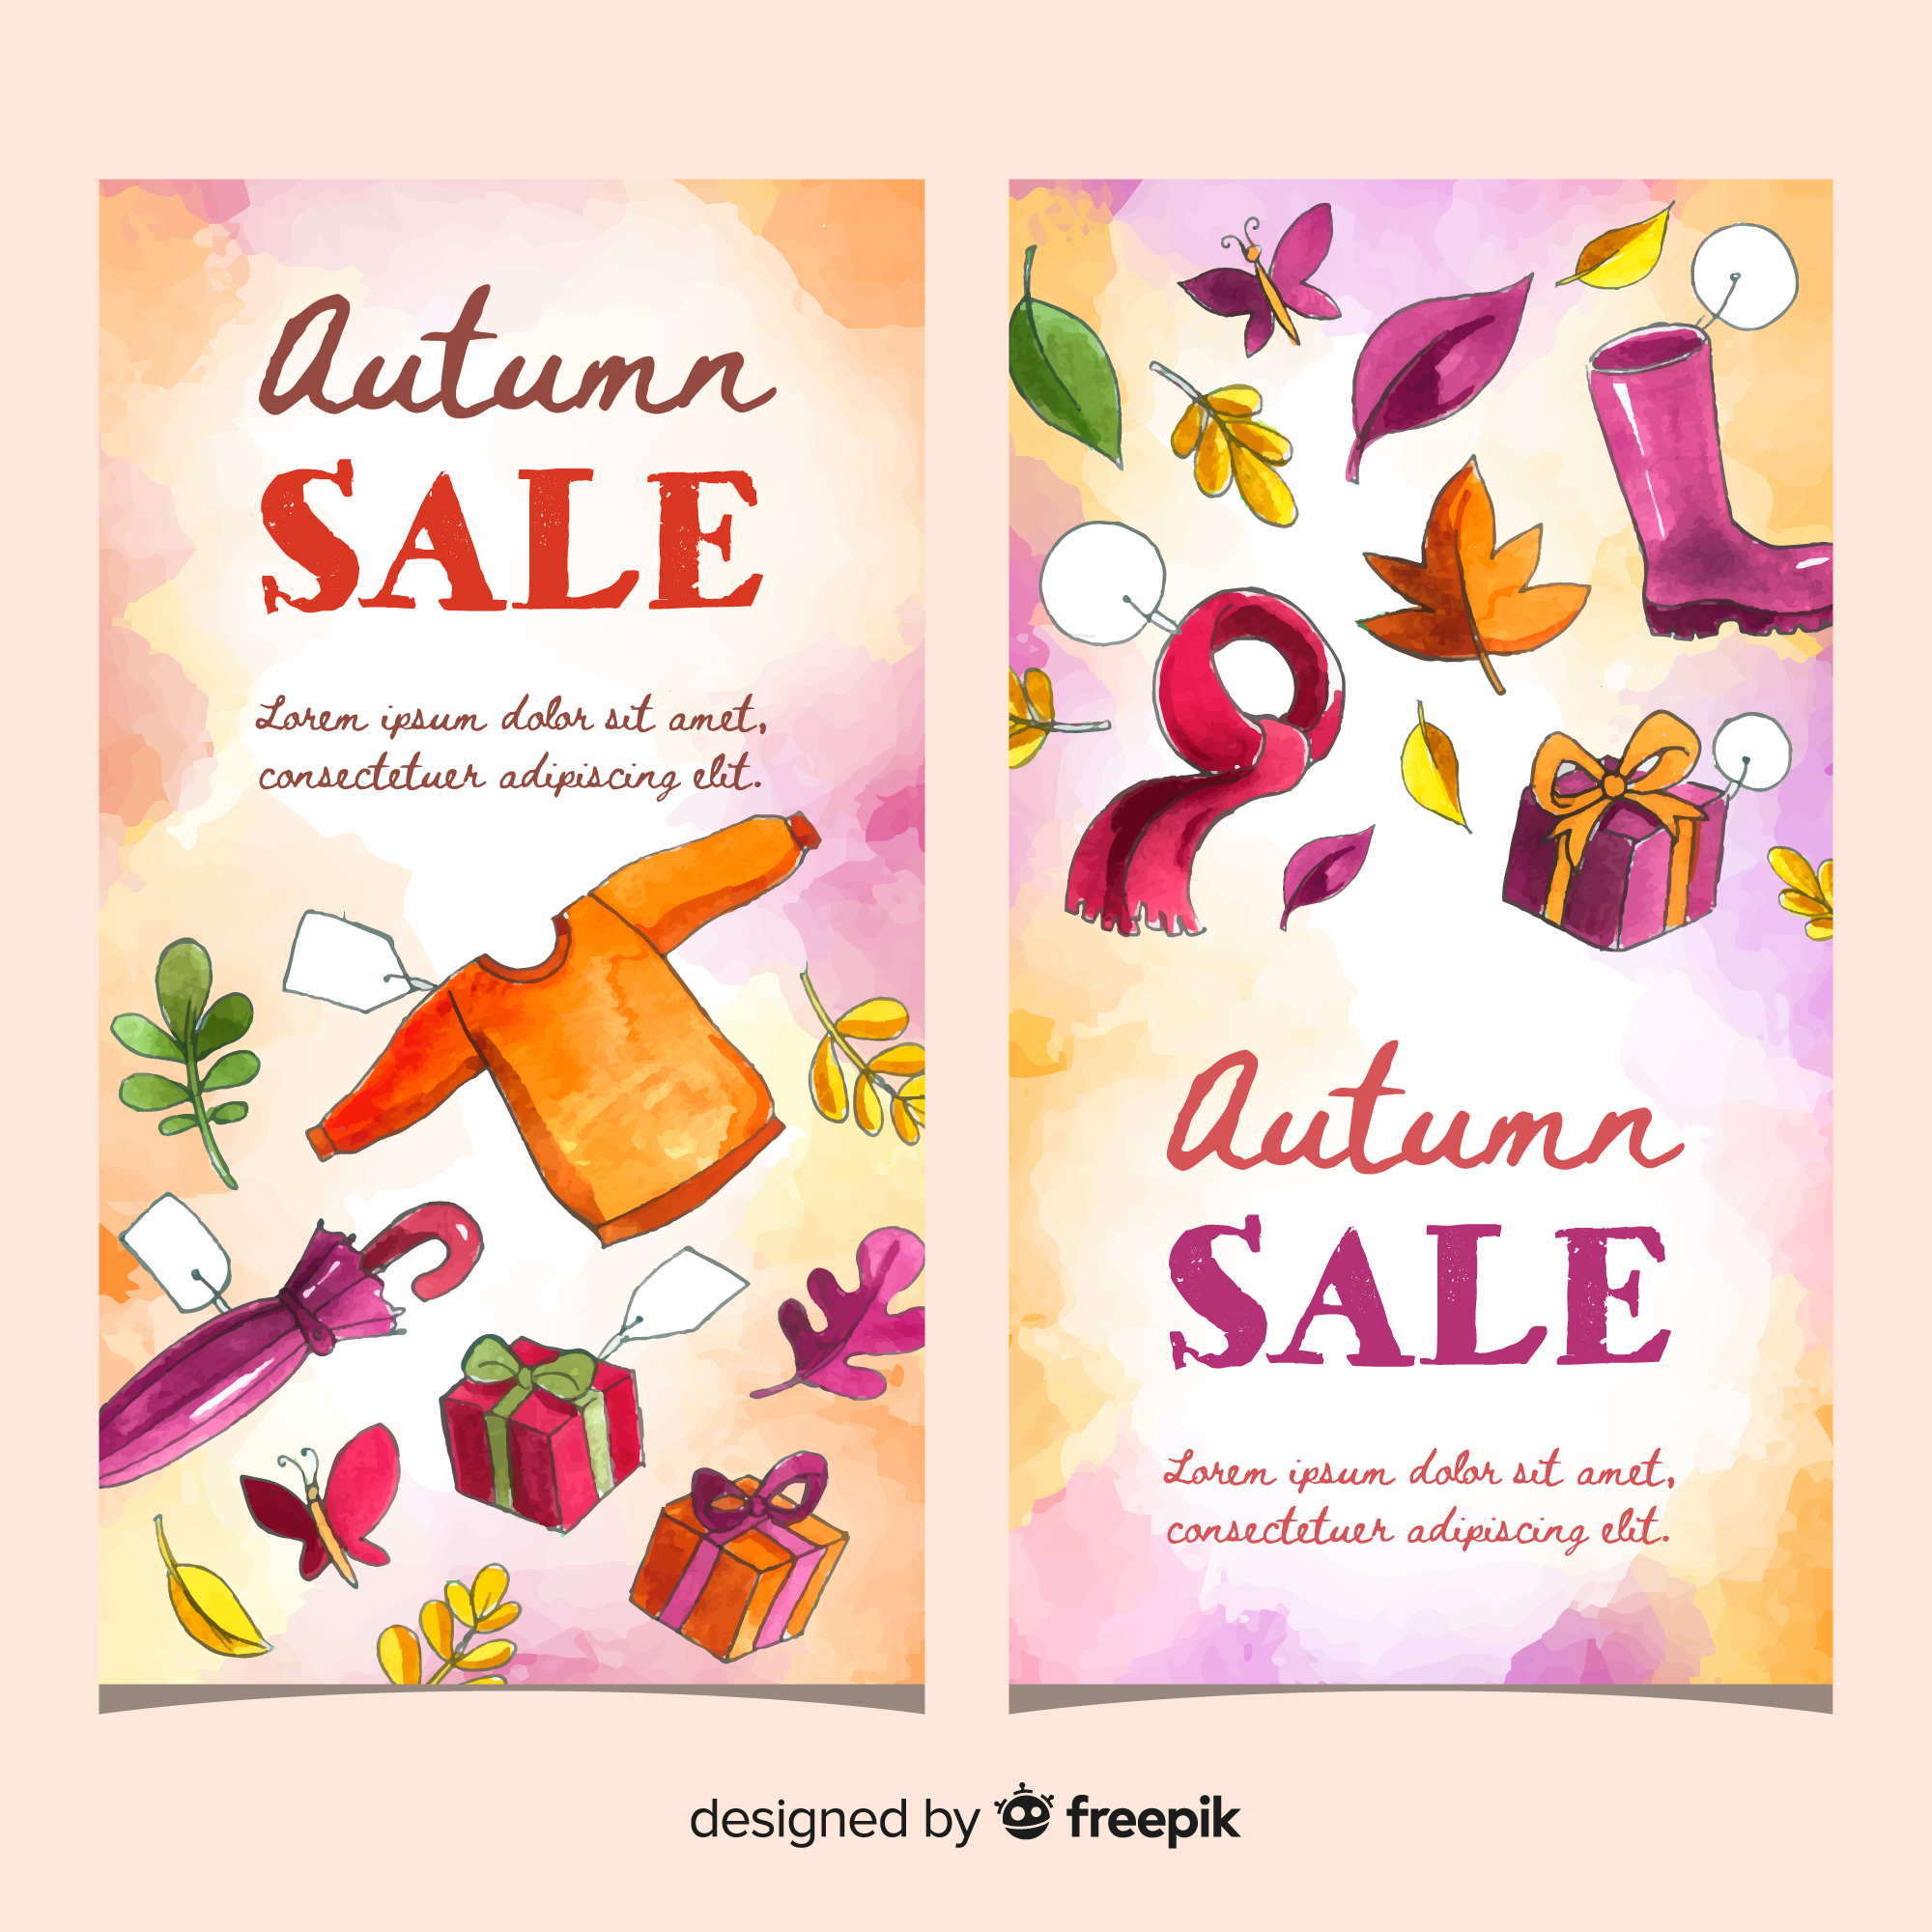 Autumn
SALE
Lorem ipsum dolor sit amet,
consectetuer adipiscing elit.
Autumn
SALE
Lorem ipsum dolor sit amet,
consectetuer adipiscing elit.
designed by freepik